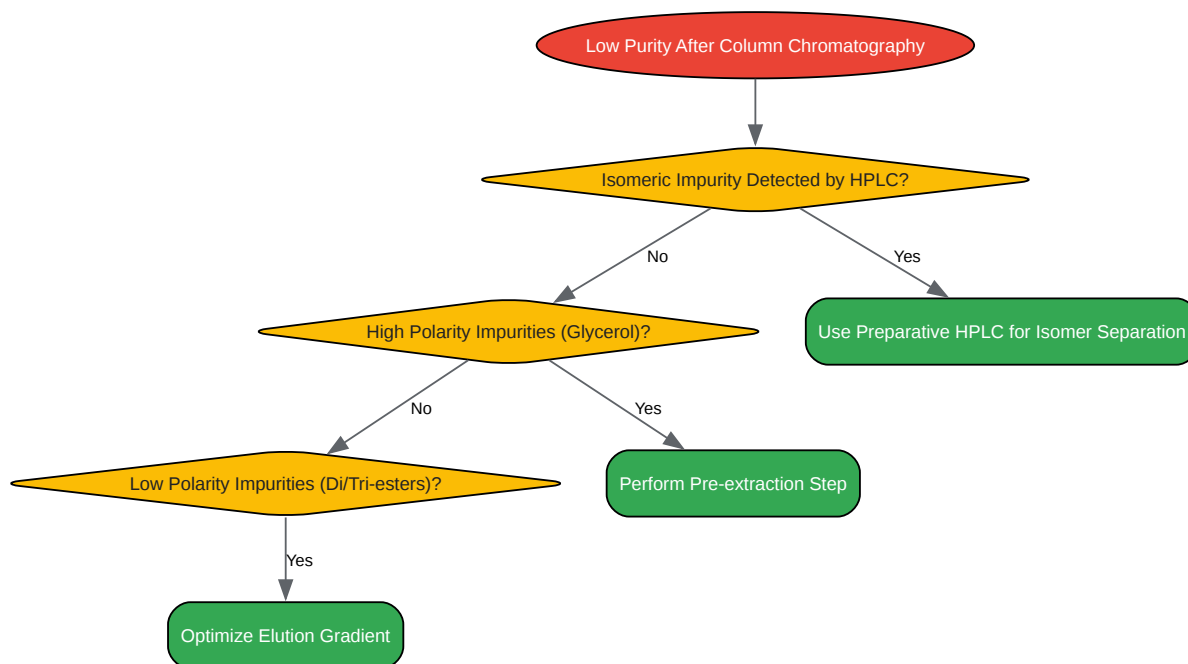 Low Purity After Column Chromatography
Isomeric Impurity Detected by HPLC?
No
Yes
High Polarity Impurities (Glycerol)?
Use Preparative HPLC for Isomer Separation
No
Yes
Low Polarity Impurities (Di/Tri-esters)?
Perform Pre-extraction Step
Yes
Optimize Elution Gradient